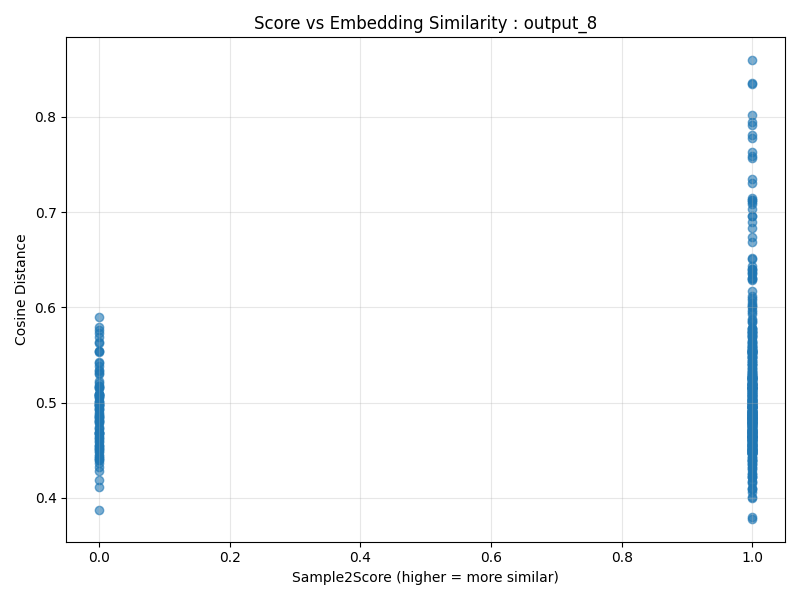 Score vs Embedding Similarity : output_8
Cosine Distance
0.8
0.7
0.6
0.5
0.4
0.0 0.2 0.4 0.6 0.8 1.0
Sample2Score (higher = more similar)